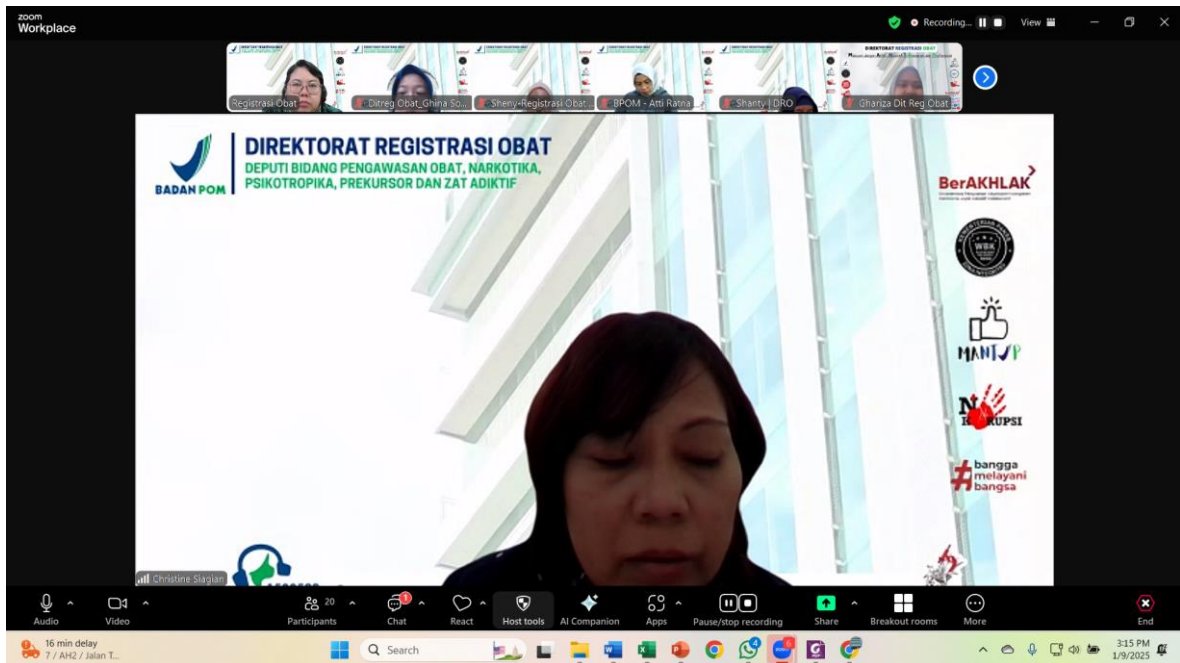 zoom
Workplace
Recording...
View
Registrasi Obat
Ditreg Obat_Ghina So...
Sheny-Registrasi Obat ...
BPOM - Atti Ratna
Shanty | DRO
DIREKTORAT REGISTRASI OBAT
Ghariza Dit Reg Obat
BADAN POM
DIREKTORAT REGISTRASI OBAT
DEPUTI BIDANG PENGAWASAN OBAT, NARKOTIKA,
PSIKOTROPIKA, PREKURSOR DAN ZAT ADIKTIF
BerAKHLAK
WBK
MANTAP
NO KORUPSI
# bangga
melayani
bangsa
Christine Siagian
Audio
Video
20
Participants
1
Chat
React
Host tools
AI Companion
Apps
Pause/stop recording
Share
Breakout rooms
More
End
16 min delay
7 / AH2 / Jalan T...
Search
3:15 PM
1/9/2025